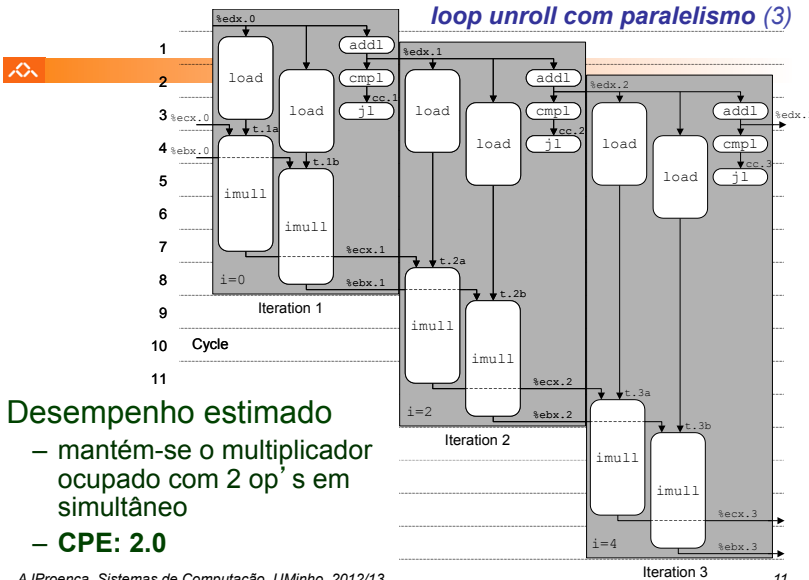 loop unroll com paralelismo (3)
1
2
3
4
5
6
7
8
9
10 Cycle
11
%edx.0
load
load
addl
cmpl
cc.1
jl
%ecx.0
t.1a
%ebx.0
t.1b
imull
imull
%ecx.1
%ebx.1
i=0
Iteration 1
%edx.1
load
load
addl
cmpl
cc.2
jl
t.2a
t.2b
imull
imull
%ecx.2
%ebx.2
i=2
Iteration 2
%edx.2
load
load
addl
%edx.
cmpl
cc.3
jl
t.3a
t.3b
imull
imull
%ecx.3
%ebx.3
i=4
Iteration 3
Desempenho estimado
– mantém-se o multiplicador
ocupado com 2 op's em
simultâneo
– CPE: 2.0
AJProença, Sistemas de Computação, UMinho, 2012/13
11